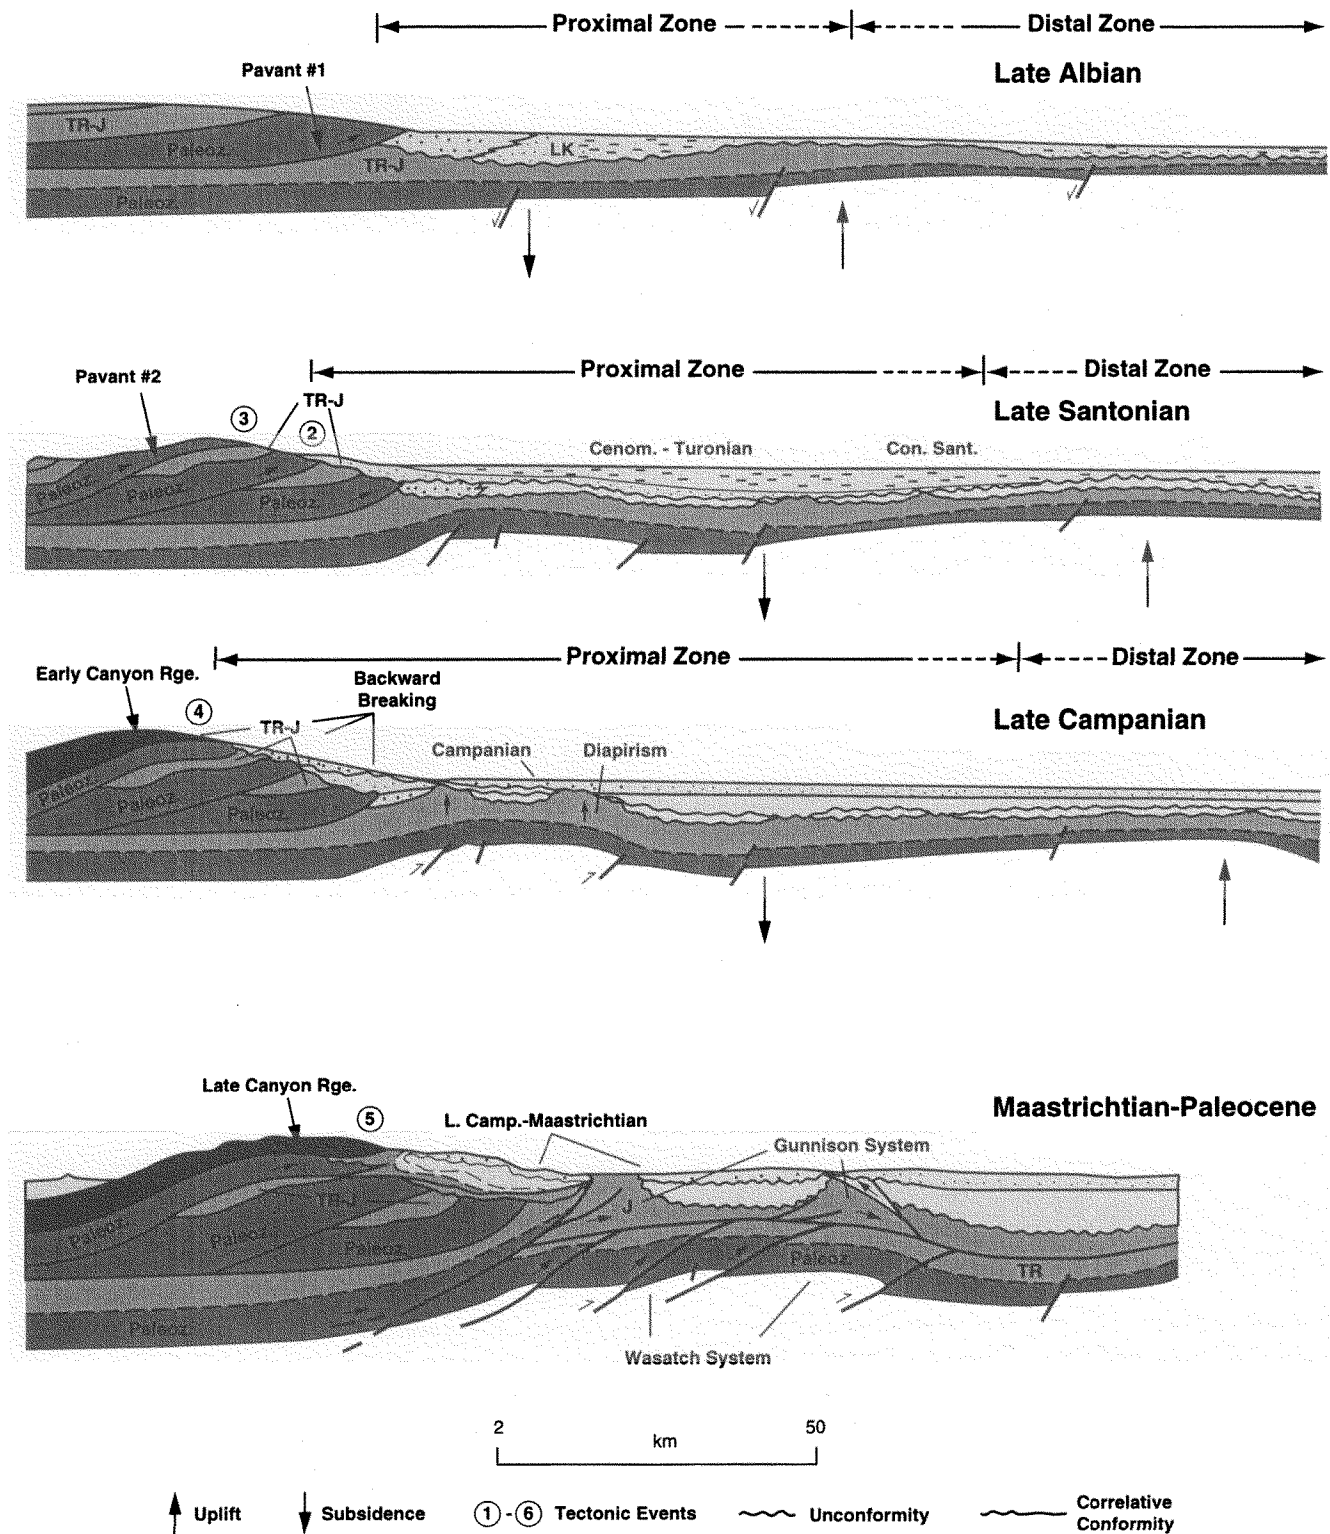 Proximal Zone
Distal Zone
Late Albian
Pavant #1
TR-J
Paleoz.
LK
TR-J
Paleoz.
Proximal Zone
Distal Zone
Late Santonian
Pavant #2
3
TR-J
2
Cenom. - Turonian
Con. Sant.
Paleoz.
Paleoz.
Paleoz.
Proximal Zone
Distal Zone
Late Campanian
Early Canyon Rge.
4
TR-J
Backward
Breaking
Campanian
Diapirism
Paleoz.
Paleoz.
Paleoz.
Maastrichtian-Paleocene
Late Canyon Rge.
5
L. Camp.-Maastrichtian
Gunnison System
TR-J
J
Paleoz.
Paleoz.
Paleoz.
Paleoz.
TR
Paleoz.
Wasatch System
2 50
km
Uplift
Subsidence
1 - 6 Tectonic Events
Unconformity
Correlative
Conformity